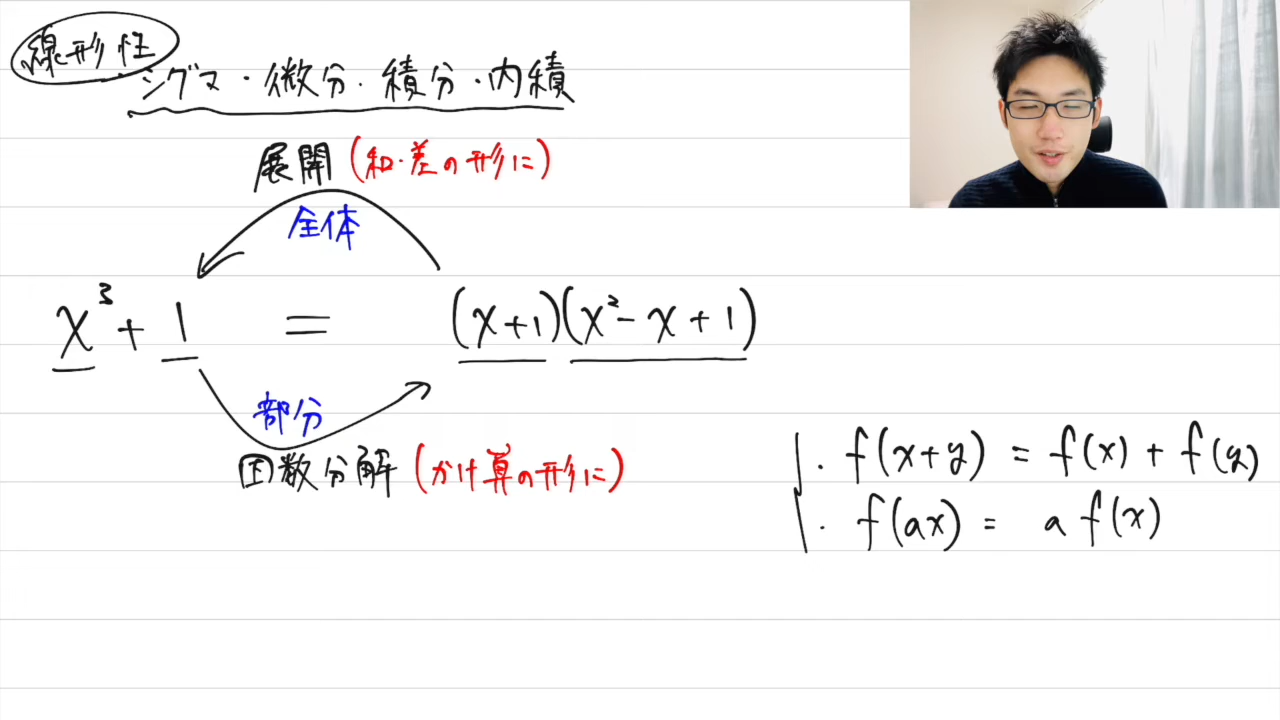 線形性
シグマ・微分・積分・内積
展開(和・差の形に)
全体
x³ + 1 = (x+1)(x²-x+1)
部分
因数分解(かけ算の形に)
・f(x+y) = f(x) + f(y)
・f(ax) = a f(x)